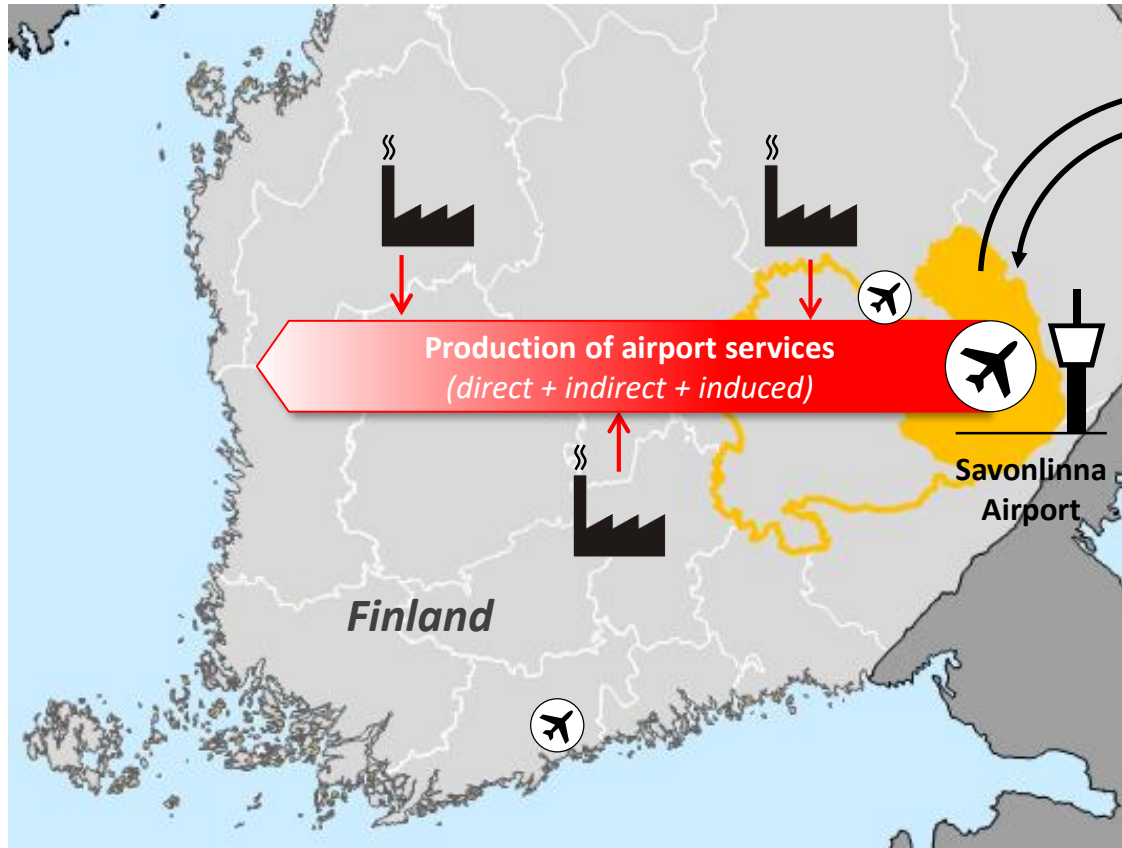 Production of airport services
(direct + indirect + induced)
Savonlinna
Airport
Finland